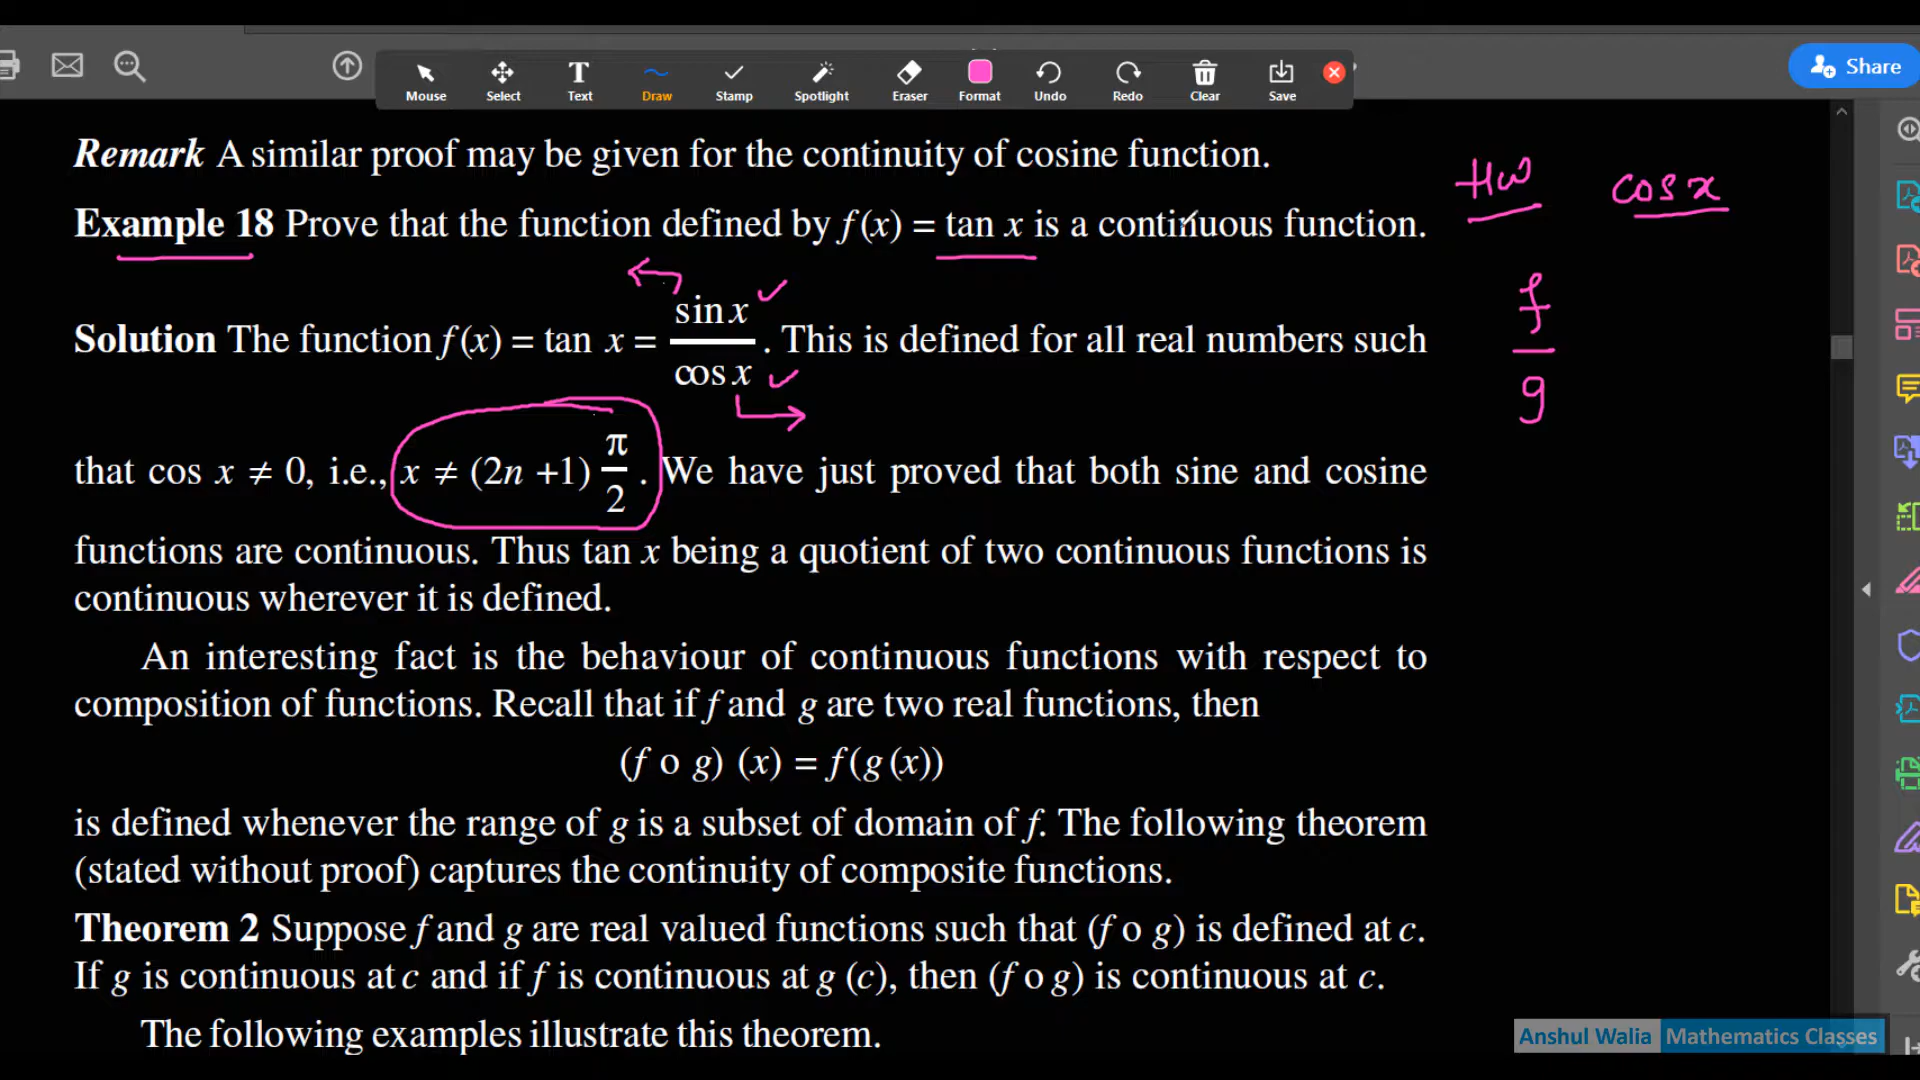 Mouse Select Text Draw Stamp Spotlight Eraser Format Undo Redo Clear Save
Share
Remark A similar proof may be given for the continuity of cosine function.
HW cos x
Example 18 Prove that the function defined by f(x) = tan x is a continuous function.
Solution The function f(x) = tan x = sin x / cos x . This is defined for all real numbers such
f / g
that cos x ≠ 0, i.e., x ≠ (2n +1) π/2 . We have just proved that both sine and cosine
functions are continuous. Thus tan x being a quotient of two continuous functions is
continuous wherever it is defined.
An interesting fact is the behaviour of continuous functions with respect to
composition of functions. Recall that if f and g are two real functions, then
(f o g) (x) = f(g(x))
is defined whenever the range of g is a subset of domain of f. The following theorem
(stated without proof) captures the continuity of composite functions.
Theorem 2 Suppose f and g are real valued functions such that (f o g) is defined at c.
If g is continuous at c and if f is continuous at g (c), then (f o g) is continuous at c.
The following examples illustrate this theorem.
Anshul Walia Mathematics Classes